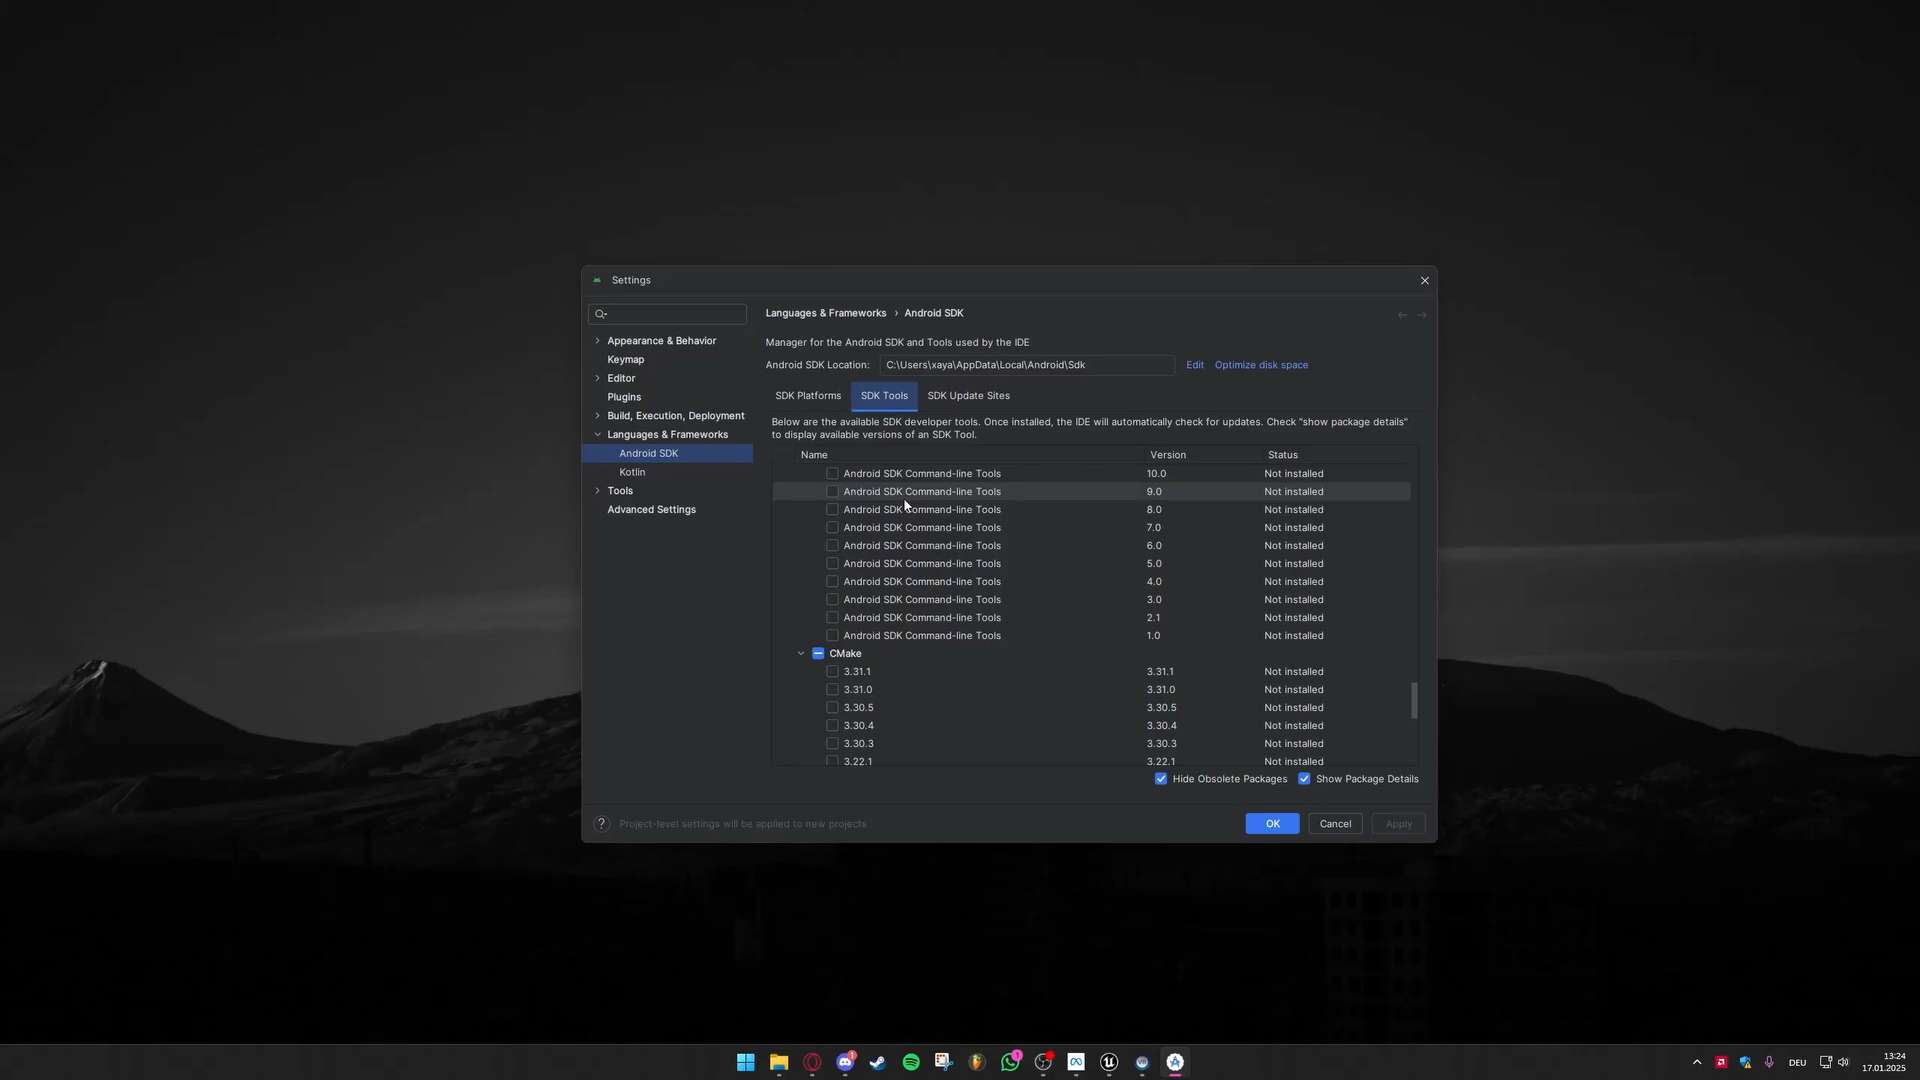 Settings
Languages & Frameworks › Android SDK
Appearance & Behavior
Keymap
Editor
Plugins
Build, Execution, Deployment
Languages & Frameworks
Android SDK
Kotlin
Tools
Advanced Settings
Manager for the Android SDK and Tools used by the IDE
Android SDK Location: C:\Users\xaya\AppData\Local\Android\Sdk Edit Optimize disk space
SDK Platforms SDK Tools SDK Update Sites
Below are the available SDK developer tools. Once installed, the IDE will automatically check for updates. Check "show package details"
to display available versions of an SDK Tool.
Name Version Status
Android SDK Command-line Tools 10.0 Not installed
Android SDK Command-line Tools 9.0 Not installed
Android SDK Command-line Tools 8.0 Not installed
Android SDK Command-line Tools 7.0 Not installed
Android SDK Command-line Tools 6.0 Not installed
Android SDK Command-line Tools 5.0 Not installed
Android SDK Command-line Tools 4.0 Not installed
Android SDK Command-line Tools 3.0 Not installed
Android SDK Command-line Tools 2.1 Not installed
Android SDK Command-line Tools 1.0 Not installed
CMake
3.31.1 3.31.1 Not installed
3.31.0 3.31.0 Not installed
3.30.5 3.30.5 Not installed
3.30.4 3.30.4 Not installed
3.30.3 3.30.3 Not installed
3.22.1 3.22.1 Not installed
Hide Obsolete Packages Show Package Details
? Project-level settings will be applied to new projects
OK Cancel Apply
1 1
DEU
13:24
17.01.2025